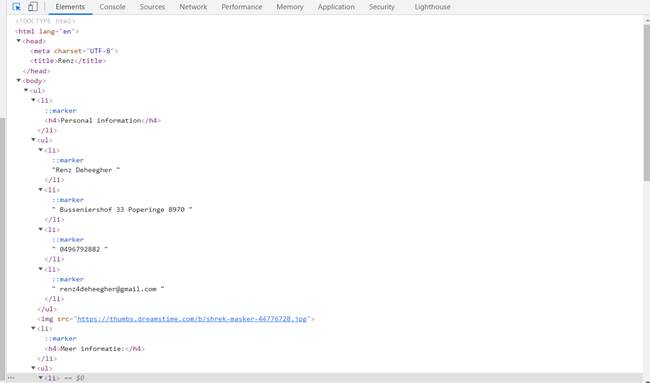 Elements Console Sources Network Performance Memory Application Security Lighthouse
<!DOCTYPE html>
<html lang="en">
<head>
<meta charset="UTF-8">
<title>Renz</title>
</head>
<body>
<ul>
<li>
::marker
<h4>Personal information</h4>
</li>
<ul>
<li>
::marker
"Renz Deheegher "
</li>
<li>
::marker
" Busseniershof 33 Poperinge 8970 "
</li>
<li>
::marker
" 0496792882 "
</li>
<li>
::marker
" renz4deheegher@gmail.com "
</li>
</ul>
<img src="https://thumbs.dreamstime.com/b/shrek-masker-44776728.jpg">
<li>
::marker
<h4>Meer informatie:</h4>
</li>
<ul>
<li> == $0